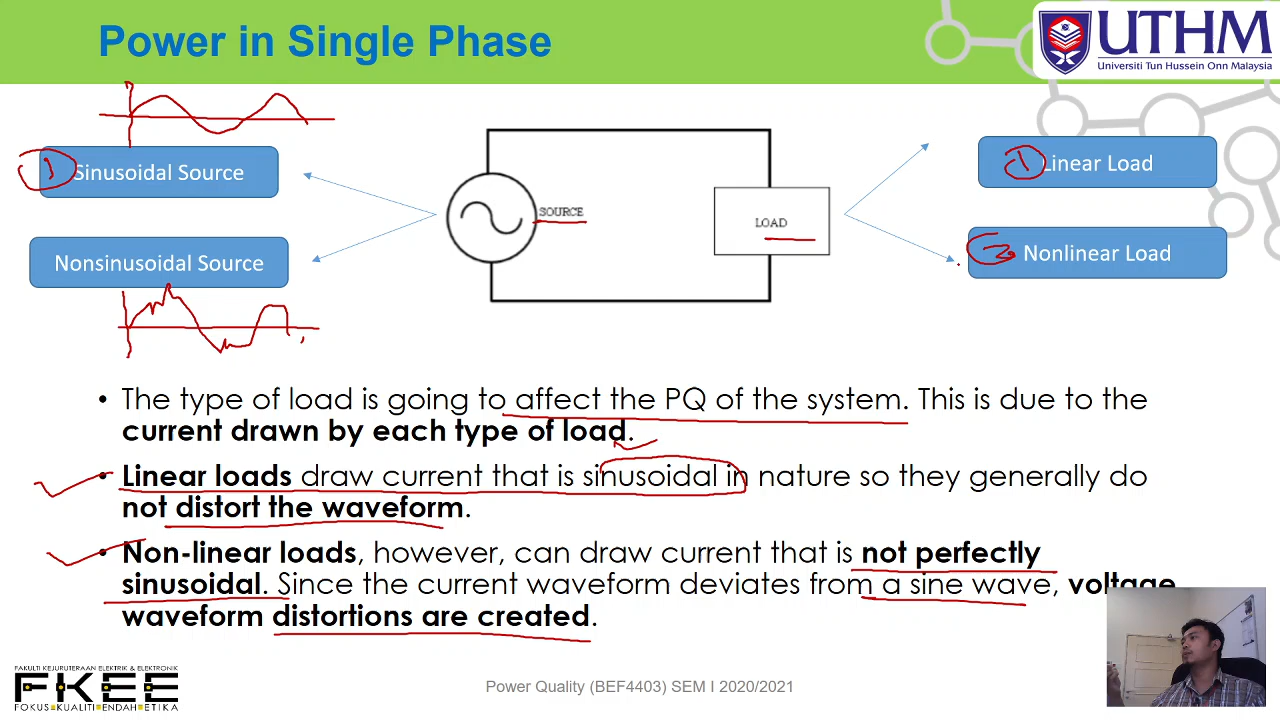 Power in Single Phase
UTHM
Universiti Tun Hussein Onn Malaysia
1
Sinusoidal Source
Nonsinusoidal Source
SOURCE
LOAD
1
Linear Load
2
Nonlinear Load
• The type of load is going to affect the PQ of the system. This is due to the
current drawn by each type of load.
• Linear loads draw current that is sinusoidal in nature so they generally do
not distort the waveform.
• Non-linear loads, however, can draw current that is not perfectly
sinusoidal. Since the current waveform deviates from a sine wave, voltage
waveform distortions are created.
FAKULTI KEJURUTERAAN ELEKTRIK & ELEKTRONIK
FKEE
FOKUS KUALITI ENDAH ETIKA
Power Quality (BEF4403) SEM I 2020/2021